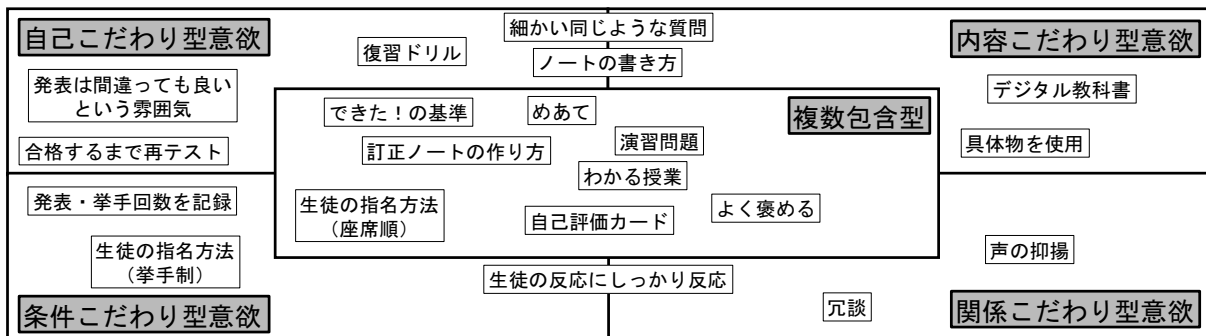 自己こだわり型意欲
細かい同じような質問
内容こだわり型意欲
復習ドリル
ノートの書き方
発表は間違っても良い
という雰囲気
デジタル教科書
できた！の基準
めあて
複数包含型
合格するまで再テスト
訂正ノートの作り方
演習問題
具体物を使用
わかる授業
発表・挙手回数を記録
生徒の指名方法
（座席順）
自己評価カード
よく褒める
生徒の指名方法
（挙手制）
声の抑揚
生徒の反応にしっかり反応
条件こだわり型意欲
冗談
関係こだわり型意欲